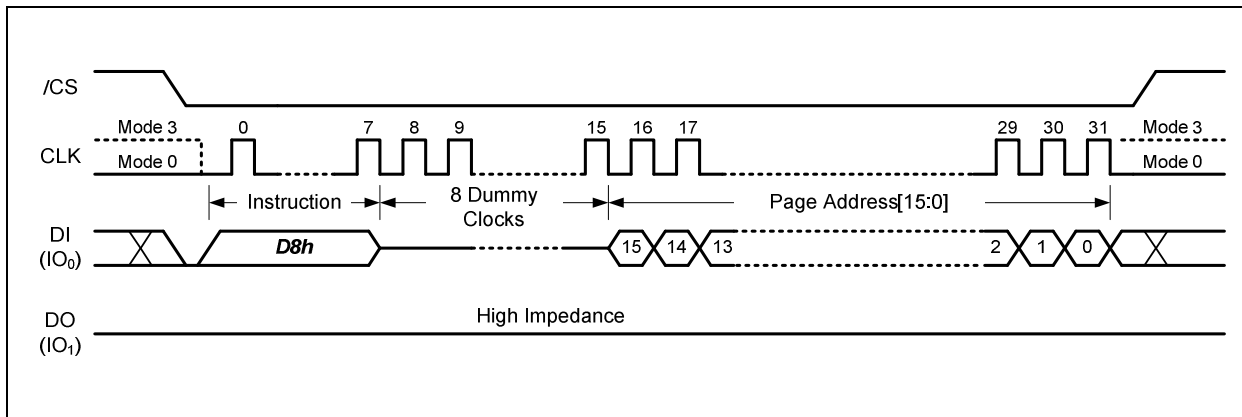 /CS
Mode 3 0 7 8 9 15 16 17 29 30 31 Mode 3
CLK
Mode 0 Mode 0
Instruction 8 Dummy Clocks Page Address[15:0]
DI
(IO0)
D8h 15 14 13 2 1 0
High Impedance
DO
(IO1)